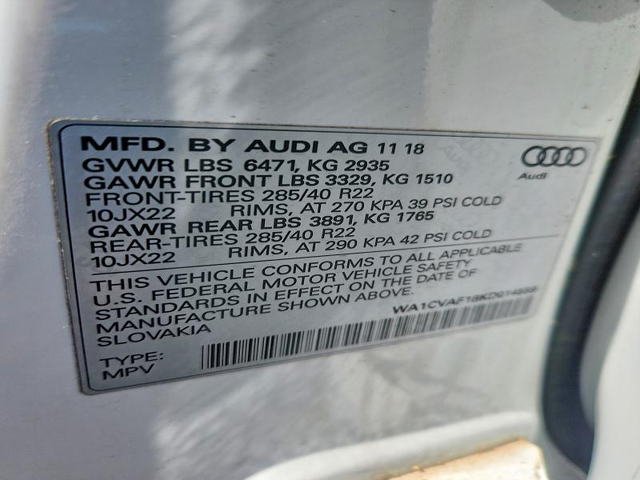 MFD. BY AUDI AG 11 18
GVWR LBS 6471, KG 2935
GAWR FRONT LBS 3329, KG 1510
FRONT-TIRES 285/40 R22
10JX22 RIMS, AT 270 KPA 39 PSI COLD
GAWR REAR LBS 3891, KG 1765
REAR-TIRES 285/40 R22
10JX22 RIMS, AT 290 KPA 42 PSI COLD
THIS VEHICLE CONFORMS TO ALL APPLICABLE
U.S. FEDERAL MOTOR VEHICLE SAFETY
STANDARDS IN EFFECT ON THE DATE OF
MANUFACTURE SHOWN ABOVE.
SLOVAKIA
TYPE:
MPV
Audi